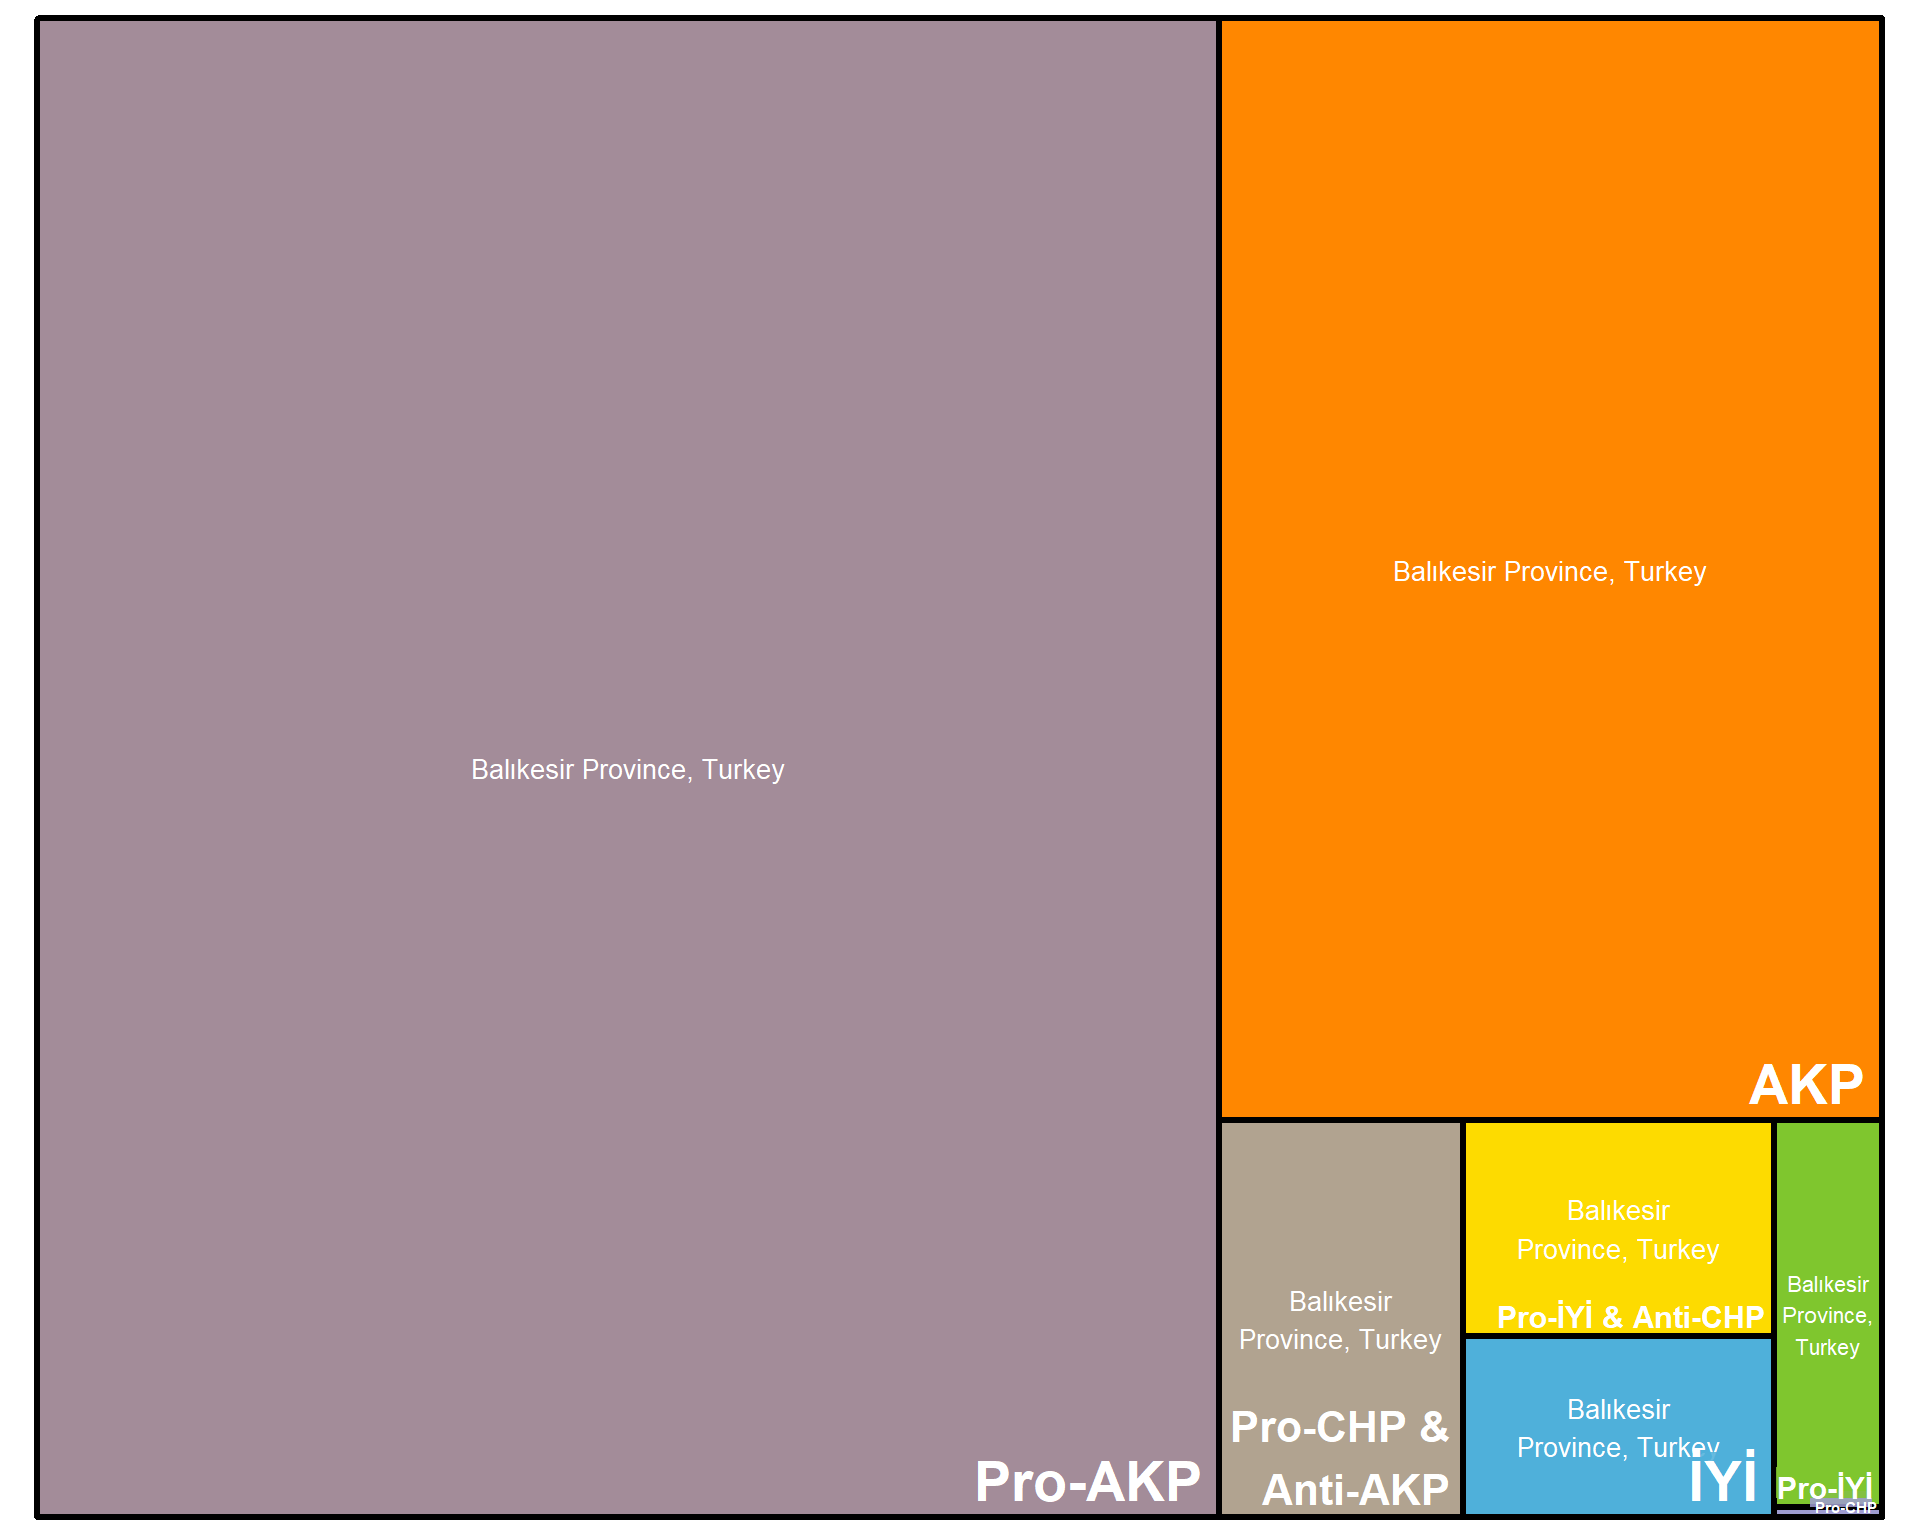 Balıkesir Province, Turkey
Pro-AKP
Balıkesir Province, Turkey
AKP
Balıkesir
Province, Turkey
Pro-CHP &
Anti-AKP
Balıkesir
Province, Turkey
Pro-İYİ & Anti-CHP
Balıkesir
Province, Turkey
İYİ
Balıkesir
Province,
Turkey
Pro-İYİ
Pro-CHP